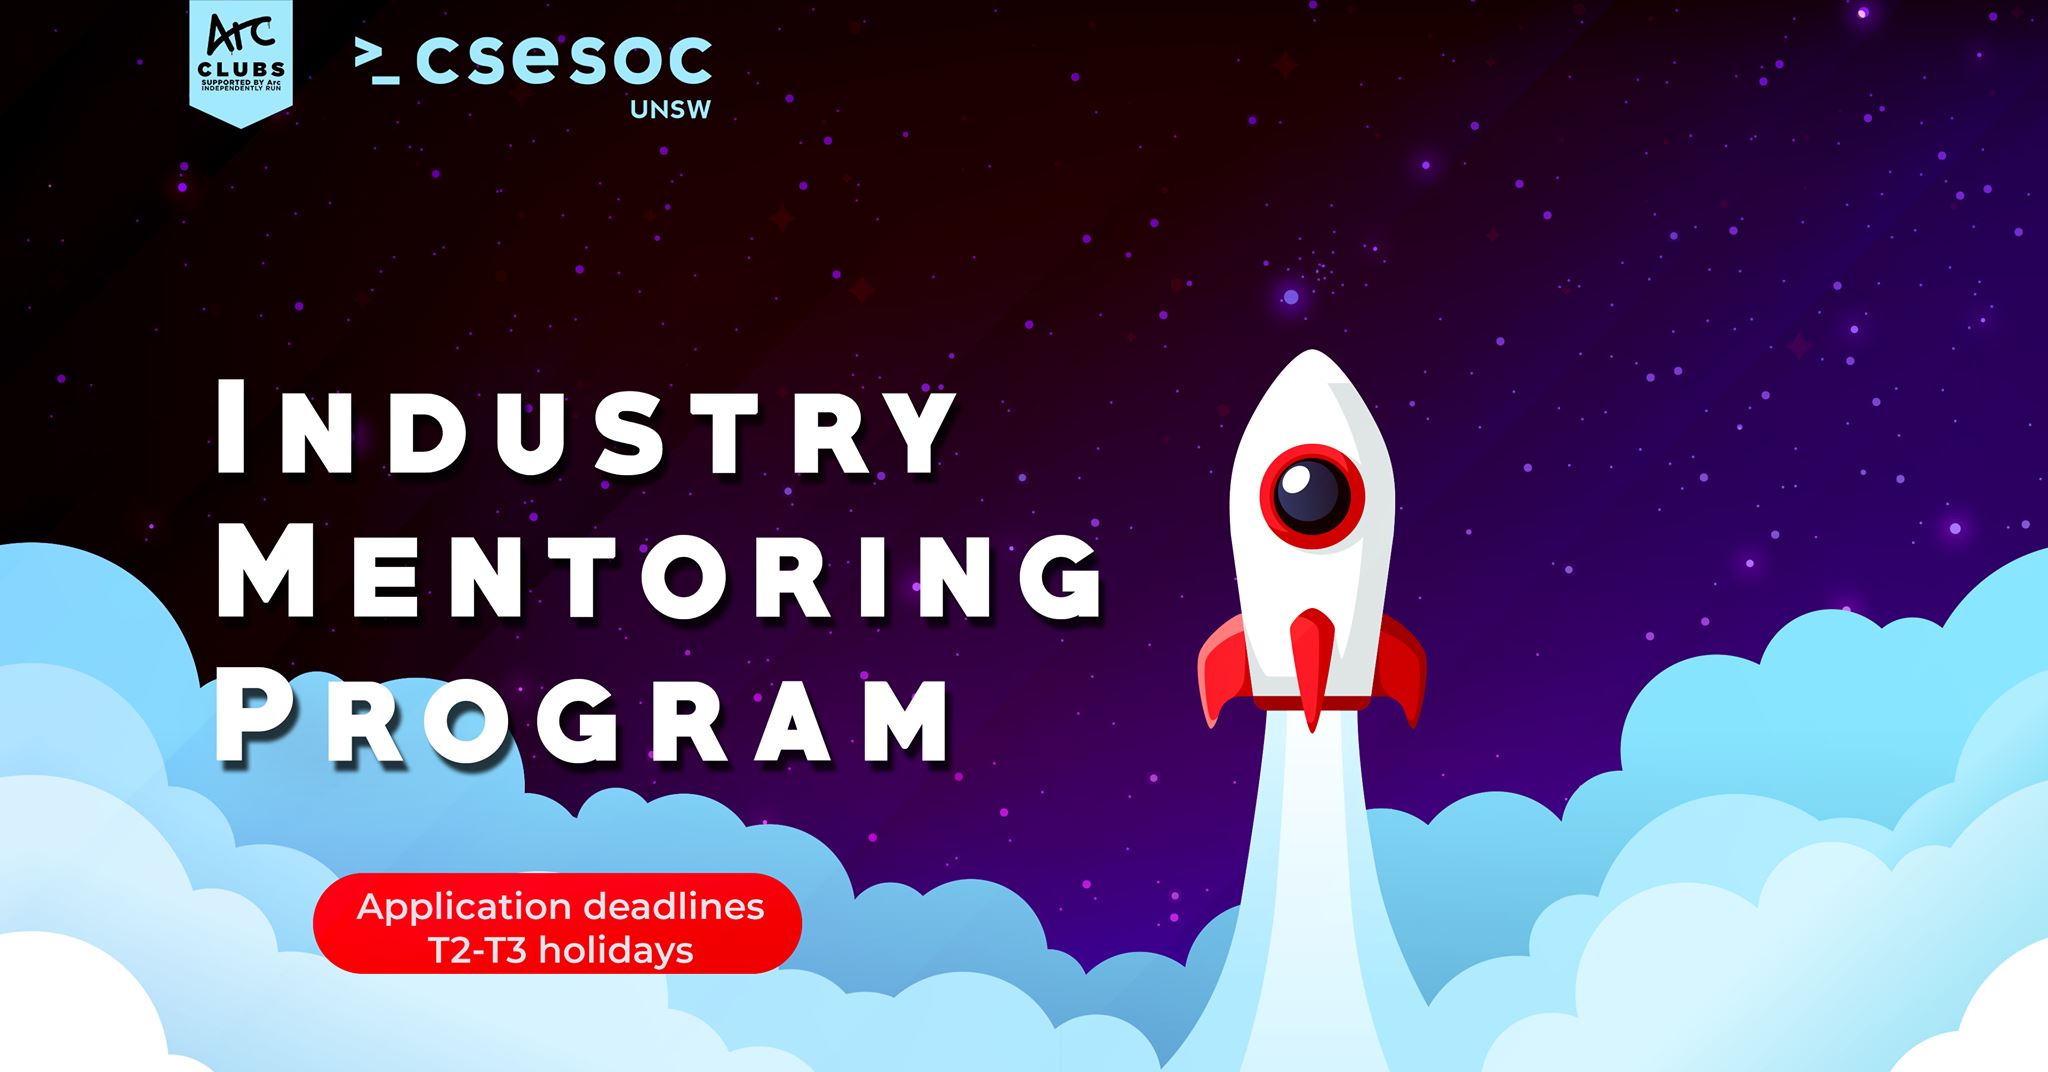 Arc
CLUBS
SUPPORTED BY Arc
INDEPENDENTLY RUN
>_csesoc
UNSW
INDUSTRY
MENTORING
PROGRAM
Application deadlines
T2-T3 holidays